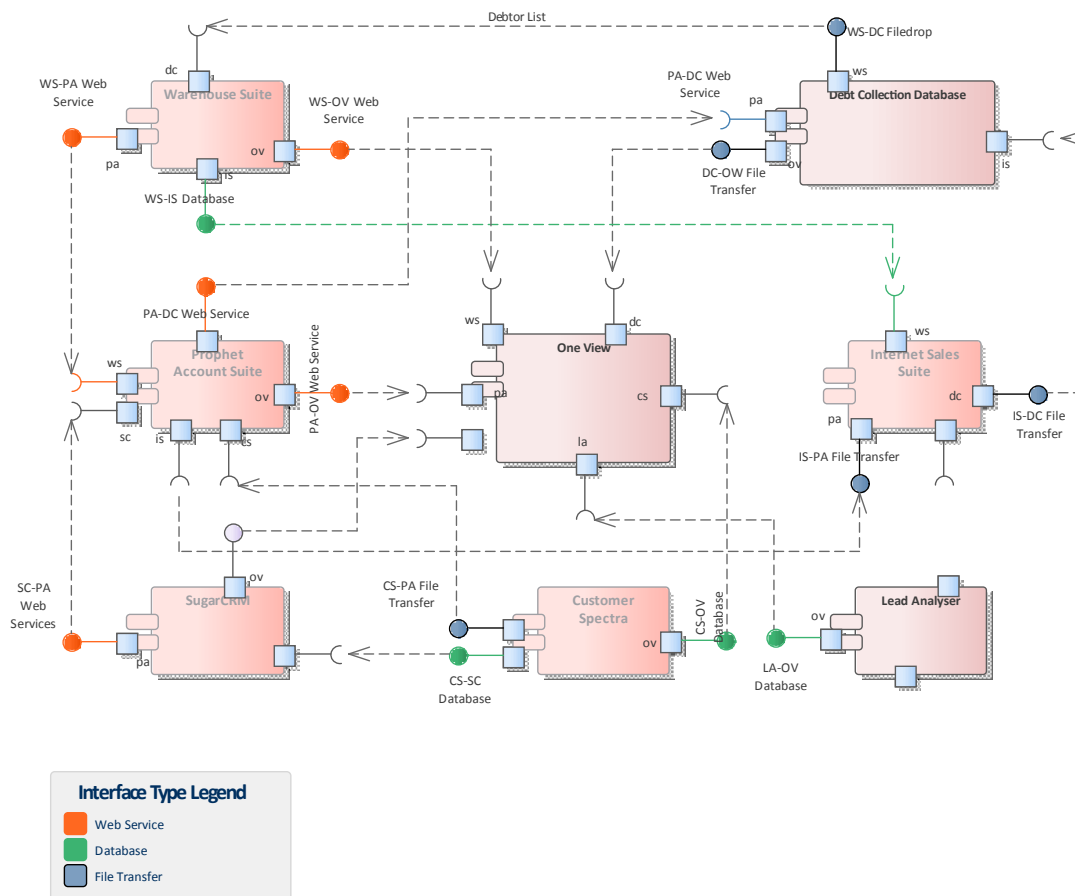 Debtor List
WS-DC Filedrop
dc
ws
WS-PA Web
Service
Warehouse Suite
WS-OV Web
Service
PA-DC Web
Service
pa
Debt Collection Database
pa
ov
is
WS-IS Database
ov
DC-OW File
Transfer
is
PA-DC Web Service
ws
dc
ws
Prophet
Account Suite
ws
ov
sc
is
cs
PA-OV Web Service
One View
pa
cs
la
Internet Sales
Suite
dc
pa
IS-DC File
Transfer
IS-PA File Transfer
SC-PA
Web
Services
ov
SugarCRM
pa
CS-PA File
Transfer
CS-SC
Database
Customer
Spectra
ov
CS-OV
Database
LA-OV
Database
ov
Lead Analyser
Interface Type Legend
Web Service
Database
File Transfer